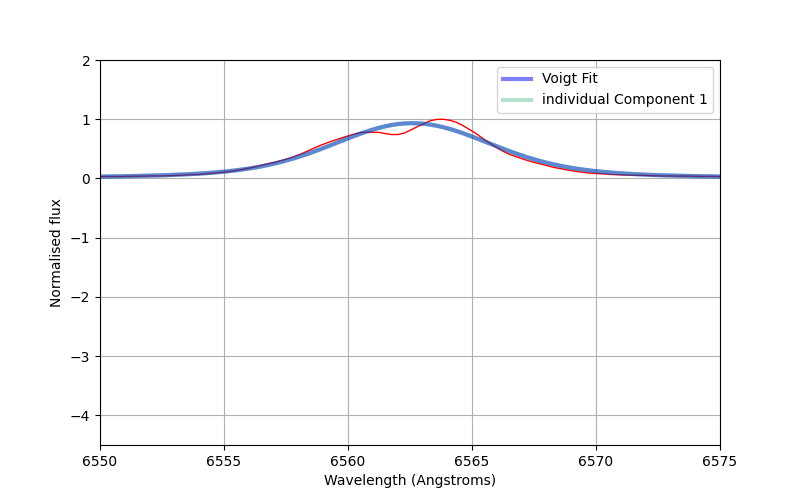 Voigt Fit
individual Component 1
2
1
0
−1
−2
−3
−4
Normalised flux
6550 6555 6560 6565 6570 6575
Wavelength (Angstroms)